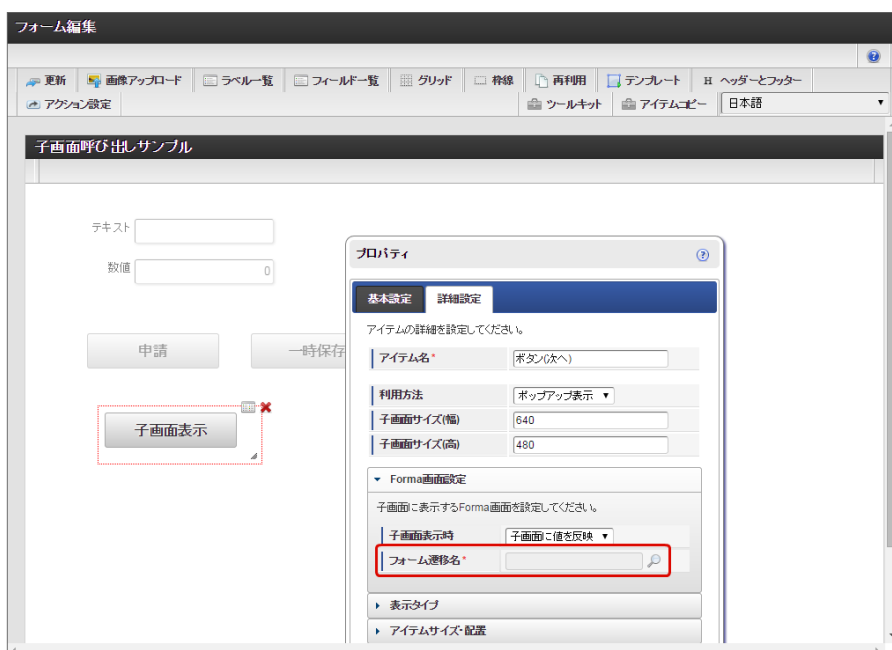 フォーム編集
更新 画像アップロード ラベル一覧 フィールド一覧 グリッド 枠線 再利用 テンプレート H ヘッダーとフッター
アクション設定 ツールキット アイテムコピー 日本語
子画面呼び出しサンプル
テキスト
数値 0
申請 一時保存
子画面表示
プロパティ
基本設定 詳細設定
アイテムの詳細を設定してください。
アイテム名* ボタン(次へ)
利用方法 ポップアップ表示
子画面サイズ(幅) 640
子画面サイズ(高) 480
Forma画面設定
子画面に表示するForma画面を設定してください。
子画面表示時 子画面に値を反映
フォーム遷移名*
表示タイプ
アイテムサイズ・配置